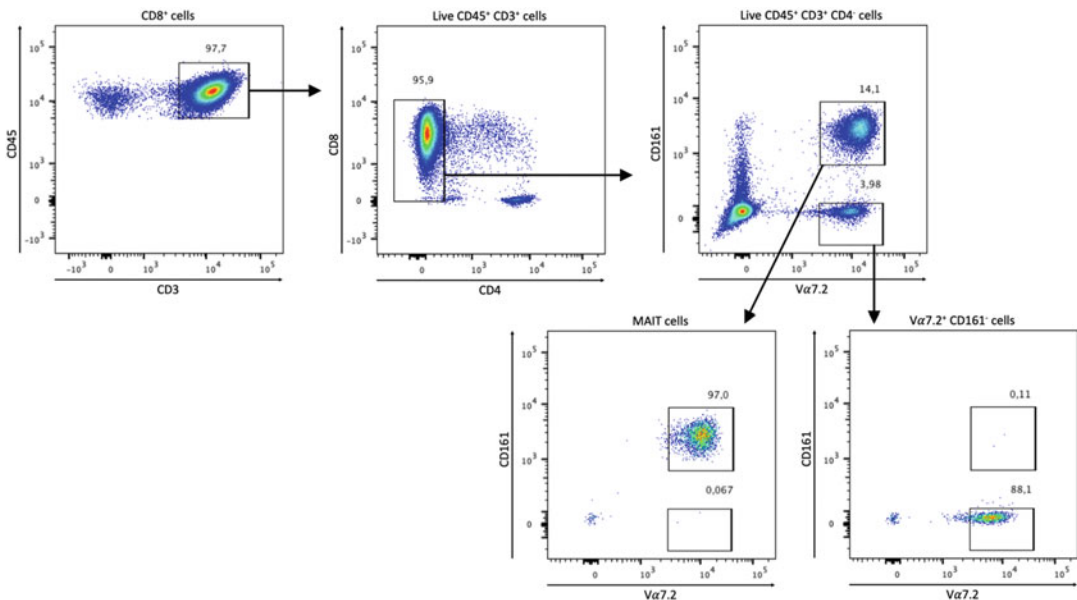 CD8⁺ cells
97,7
10⁵
10⁴
10³
0
-10³
CD45
-10³ 0 10³ 10⁴ 10⁵
CD3
Live CD45⁺ CD3⁺ cells
95,9
10⁵
10⁴
10³
0
-10³
CD8
0 10³ 10⁴ 10⁵
CD4
Live CD45⁺ CD3⁺ CD4⁻ cells
14,1
3,98
10⁵
10⁴
10³
0
CD161
0 10³ 10⁴ 10⁵
Vα7.2
MAIT cells
97,0
0,067
10⁵
10⁴
10³
0
CD161
0 10³ 10⁴ 10⁵
Vα7.2
Vα7.2⁺ CD161⁻ cells
0,11
88,1
10⁵
10⁴
10³
0
CD161
0 10³ 10⁴ 10⁵
Vα7.2